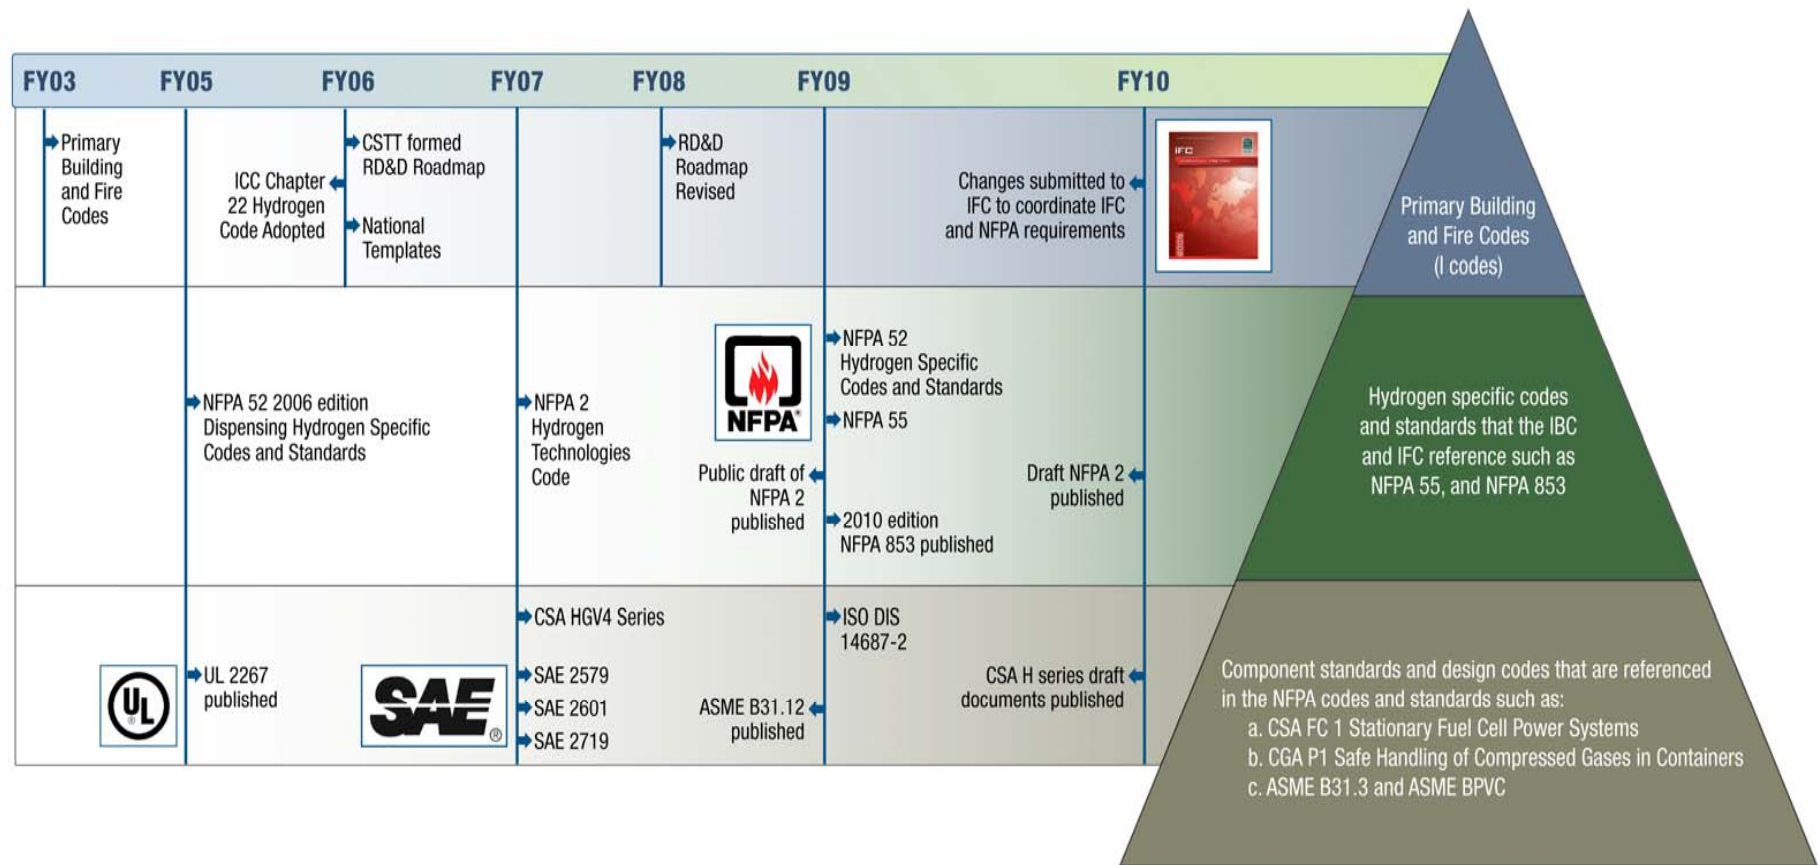 FY03
FY05
FY06
FY07
FY08
FY09
FY10
Primary
Building
and Fire
Codes
ICC Chapter
22 Hydrogen
Code Adopted
CSTT formed
RD&D Roadmap
National
Templates
RD&D
Roadmap
Revised
Changes submitted to
IFC to coordinate IFC
and NFPA requirements
IFC
Primary Building
and Fire Codes
(I codes)
NFPA 52 2006 edition
Dispensing Hydrogen Specific
Codes and Standards
NFPA 2
Hydrogen
Technologies
Code
NFPA®
Public draft of
NFPA 2
published
NFPA 52
Hydrogen Specific
Codes and Standards
NFPA 55
2010 edition
NFPA 853 published
Draft NFPA 2
published
Hydrogen specific codes
and standards that the IBC
and IFC reference such as
NFPA 55, and NFPA 853
UL
®
UL 2267
published
SAE®
CSA HGV4 Series
SAE 2579
SAE 2601
SAE 2719
ASME B31.12
published
ISO DIS
14687-2
CSA H series draft
documents published
Component standards and design codes that are referenced
in the NFPA codes and standards such as:
a. CSA FC 1 Stationary Fuel Cell Power Systems
b. CGA P1 Safe Handling of Compressed Gases in Containers
c. ASME B31.3 and ASME BPVC